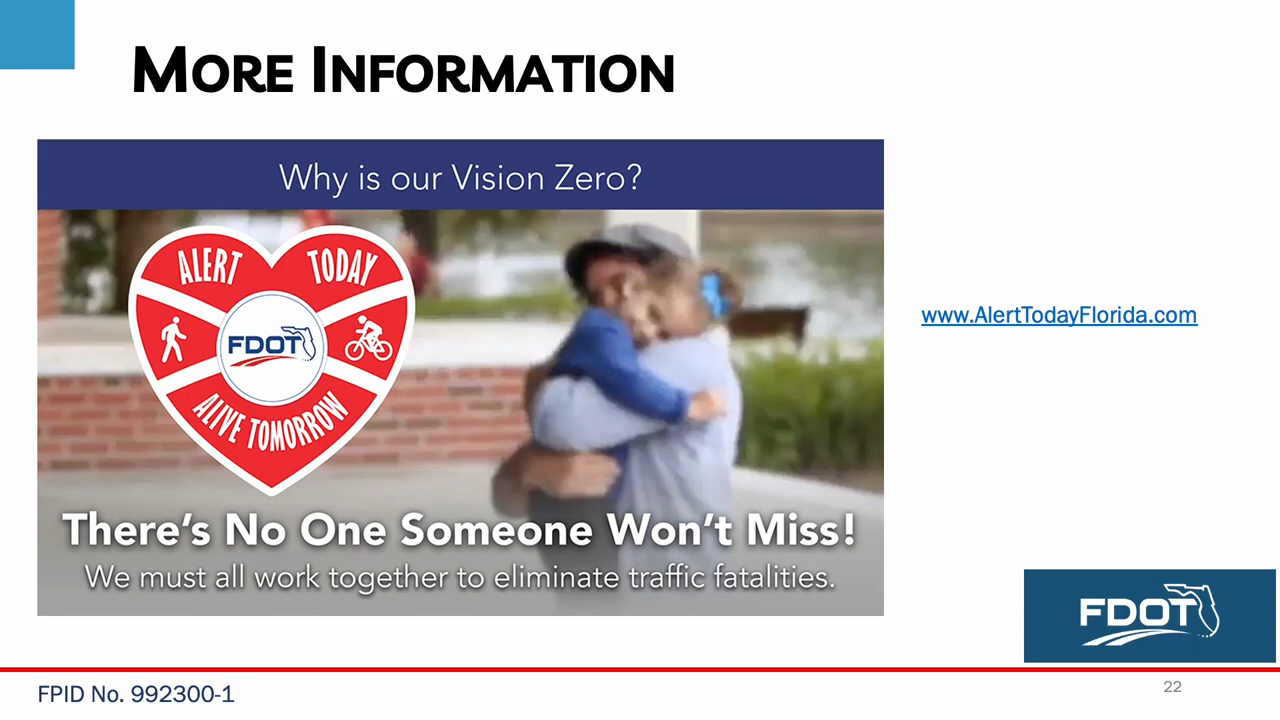 MORE INFORMATION
Why is our Vision Zero?
ALERT TODAY
FDOT
ALIVE TOMORROW
www.AlertTodayFlorida.com
There's No One Someone Won't Miss!
We must all work together to eliminate traffic fatalities.
FDOT
FPID No. 992300-1
22